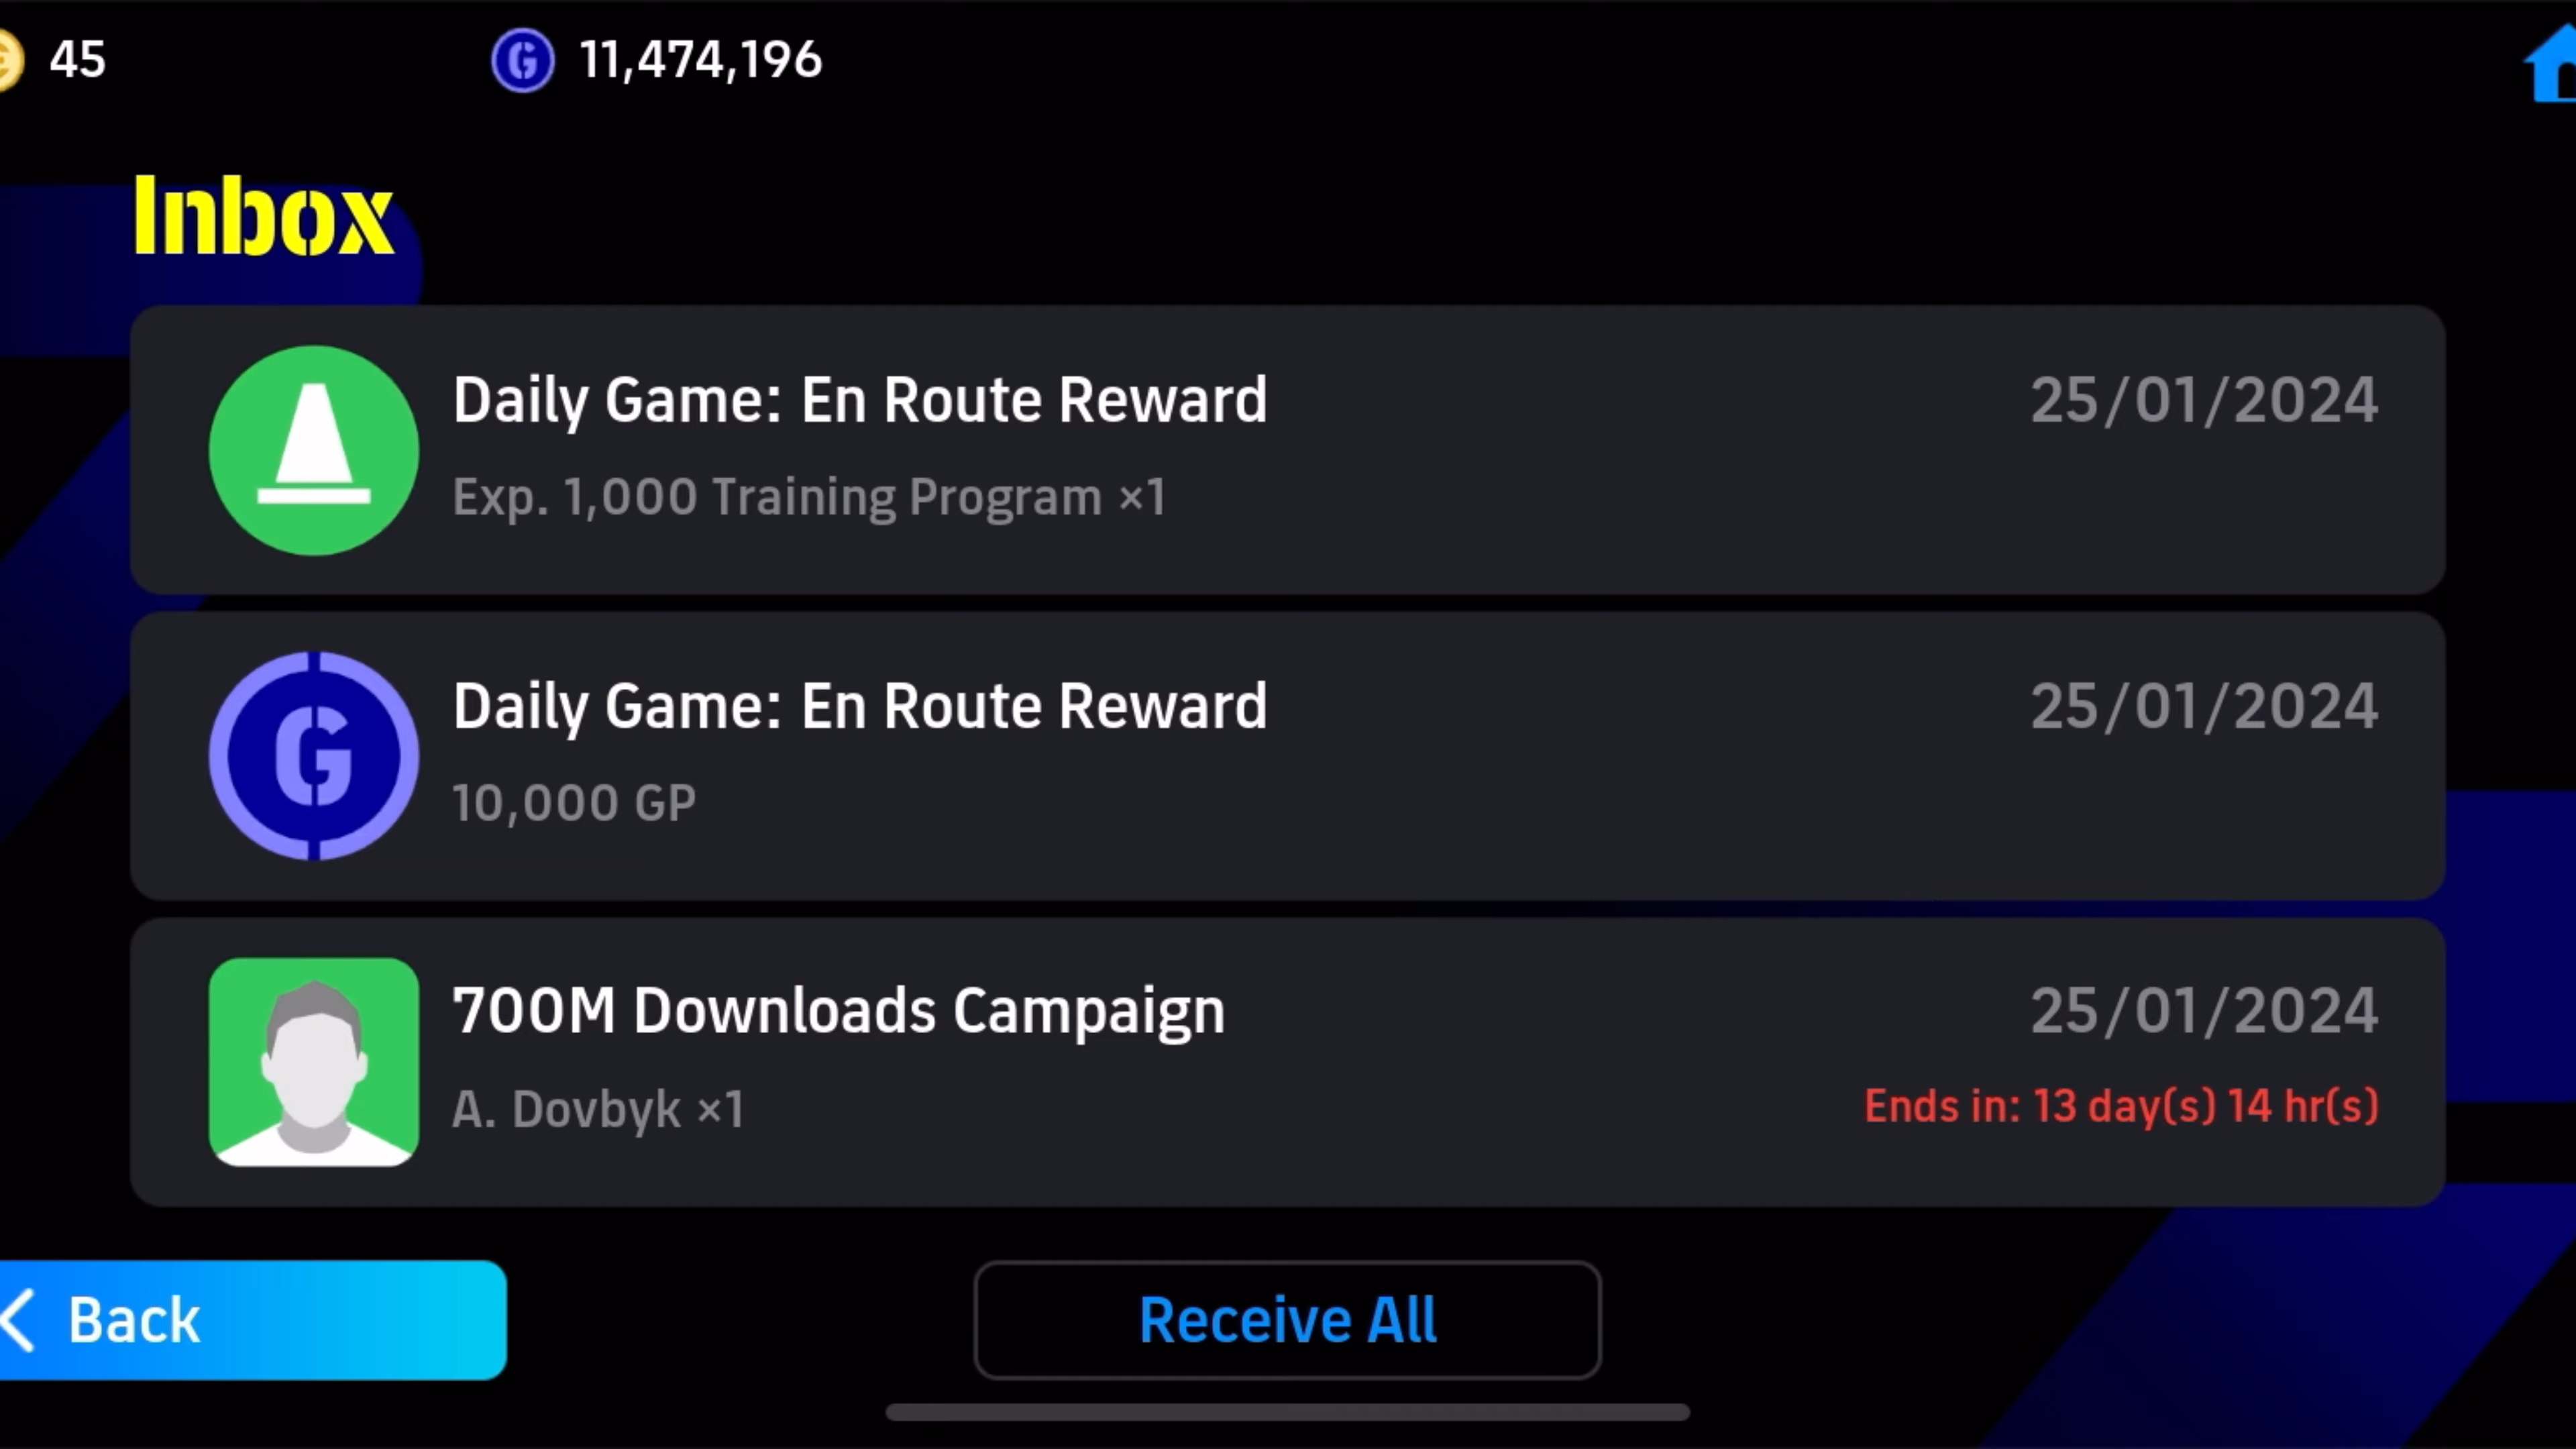 45
G 11,474,196
Inbox
Daily Game: En Route Reward 25/01/2024
Exp. 1,000 Training Program ×1
G
Daily Game: En Route Reward 25/01/2024
10,000 GP
700M Downloads Campaign 25/01/2024
A. Dovbyk ×1 Ends in: 13 day(s) 14 hr(s)
Back Receive All